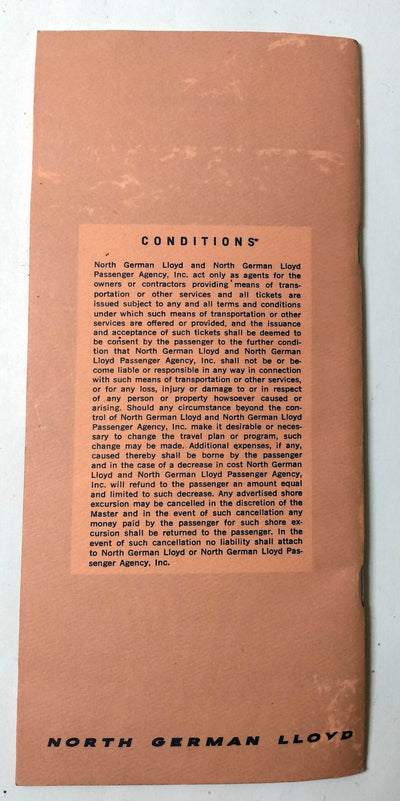 CONDITIONS
North German Lloyd and North German Lloyd
Passenger Agency, Inc. act only as agents for the
owners or contractors providing means of trans-
portation or other services and all tickets are
issued subject to any and all terms and conditions
under which such means of transportation or other
services are offered or provided, and the issuance
and acceptance of such tickets shall be deemed to
be consent by the passenger to the further condi-
tion that North German Lloyd and North German
Lloyd Passenger Agency, Inc. shall not be or be-
come liable or responsible in any way in connection
with such means of transportation or other services,
or for any loss, injury or damage to or in respect
of any person or property howsoever caused or
arising. Should any circumstance beyond the con-
trol of North German Lloyd and North German Lloyd
Passenger Agency, Inc. make it desirable or neces-
sary to change the travel plan or program, such
change may be made. Additional expenses, if any,
caused thereby shall be borne by the passenger
and in the case of a decrease in cost North German
Lloyd and North German Lloyd Passenger Agency,
Inc. will refund to the passenger an amount equal
and limited to such decrease. Any advertised shore
excursion may be cancelled in the discretion of the
Master and in the event of such cancellation any
money paid by the passenger for such shore ex-
cursion shall be returned to the passenger. In the
event of such cancellation no liability shall attach
to North German Lloyd or North German Lloyd Pas-
senger Agency, Inc.
NORTH GERMAN LLOYD